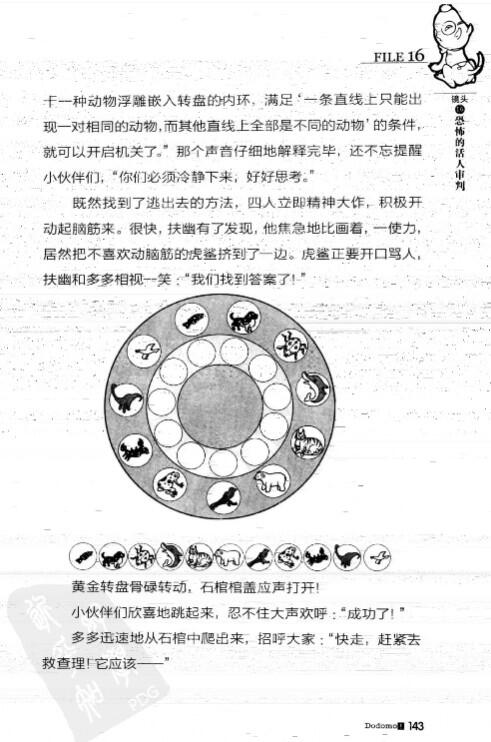 FILE 16
镜头
16
恐怖的活人审判
卡一种动物浮雕嵌入转盘的内环，满足‘一条直线上只能出
现一对相同的动物，而其他直线上全部是不同的动物’的条件，
就可以开启机关了。”那个声音仔细地解释完毕，还不忘提醒
小伙伴们，“你们必须冷静下来，好好思考。”
既然找到了逃出去的方法，四人立即精神大作，积极开
动起脑筋来。很快，扶幽有了发现，他焦急地比画着，一使力，
居然把不喜欢动脑筋的虎鲨挤到了一边。虎鲨正要开口骂人，
扶幽和多多相视一笑：“我们找到答案了！”
黄金转盘骨碌转动，石棺棺盖应声打开！
小伙伴们欣喜地跳起来，忍不住大声欢呼：“成功了！”
多多迅速地从石棺中爬出来，招呼大家：“快走，赶紧去
救查理！它应该——”
PDG
Dodomo! 143